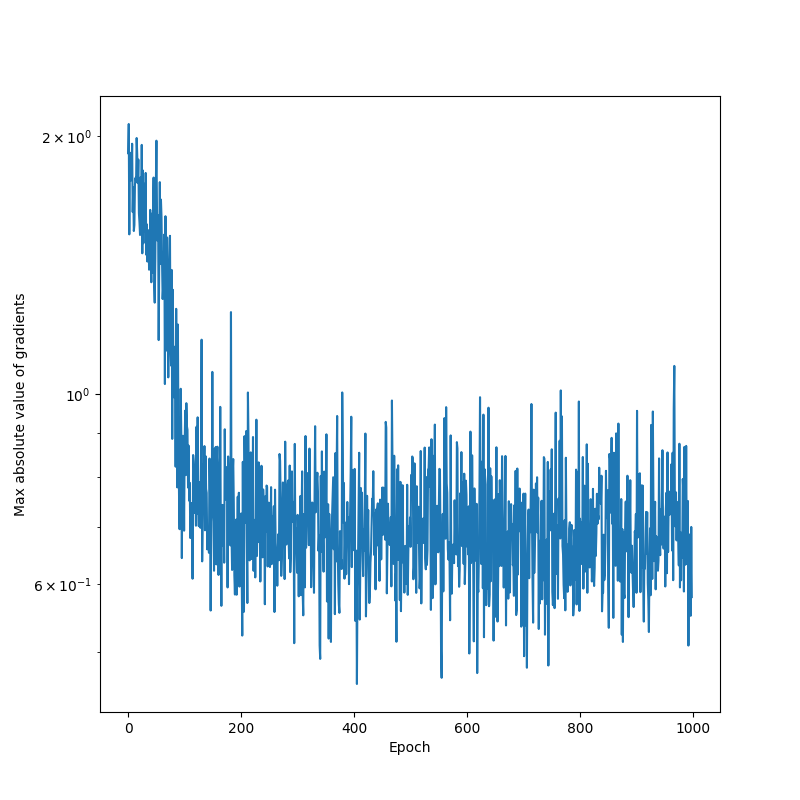 2 × 10⁰
10⁰
6 × 10⁻¹
Max absolute value of gradients
0 200 400 600 800 1000
Epoch